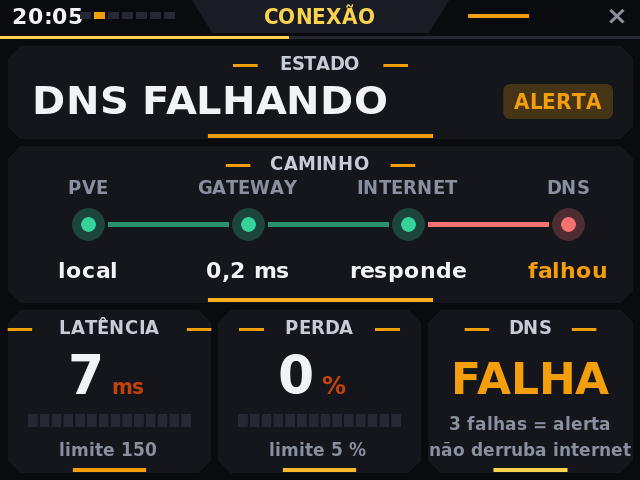 20:05 CONEXÃO ✕
ESTADO
DNS FALHANDO ALERTA
CAMINHO
PVE GATEWAY INTERNET DNS
local 0,2 ms responde falhou
LATÊNCIA PERDA DNS
7 ms 0 % FALHA
3 falhas = alerta
limite 150 limite 5 % não derruba internet